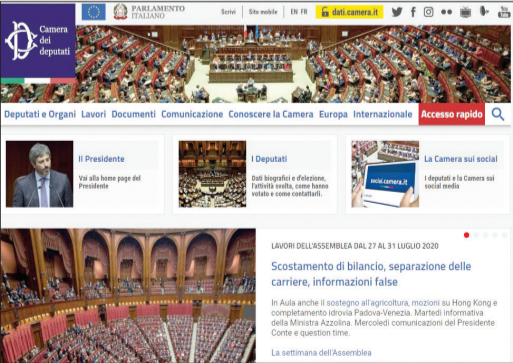 Camera
dei
deputati
PARLAMENTO
ITALIANO
Scrivi | Sito mobile | EN FR
dati.camera.it
You
Deputati e Organi Lavori Documenti Comunicazione Conoscere la Camera Europa Internazionale Accesso rapido
Il Presidente
Vai alla home page del
Presidente
I Deputati
Dati biografici e d'elezione,
l'attività svolta, come hanno
votato e come contattarli.
social.camera.it
La Camera sui social
I deputati e la Camera sui
social media
LAVORI DELL'ASSEMBLEA DAL 27 AL 31 LUGLIO 2020
Scostamento di bilancio, separazione delle
carriere, informazioni false
In Aula anche il sostegno all'agricoltura, mozioni su Hong Kong e
completamento idrovia Padova-Venezia. Martedì informativa
della Ministra Azzolina. Mercoledì comunicazioni del Presidente
Conte e question time.
La settimana dell'Assemblea